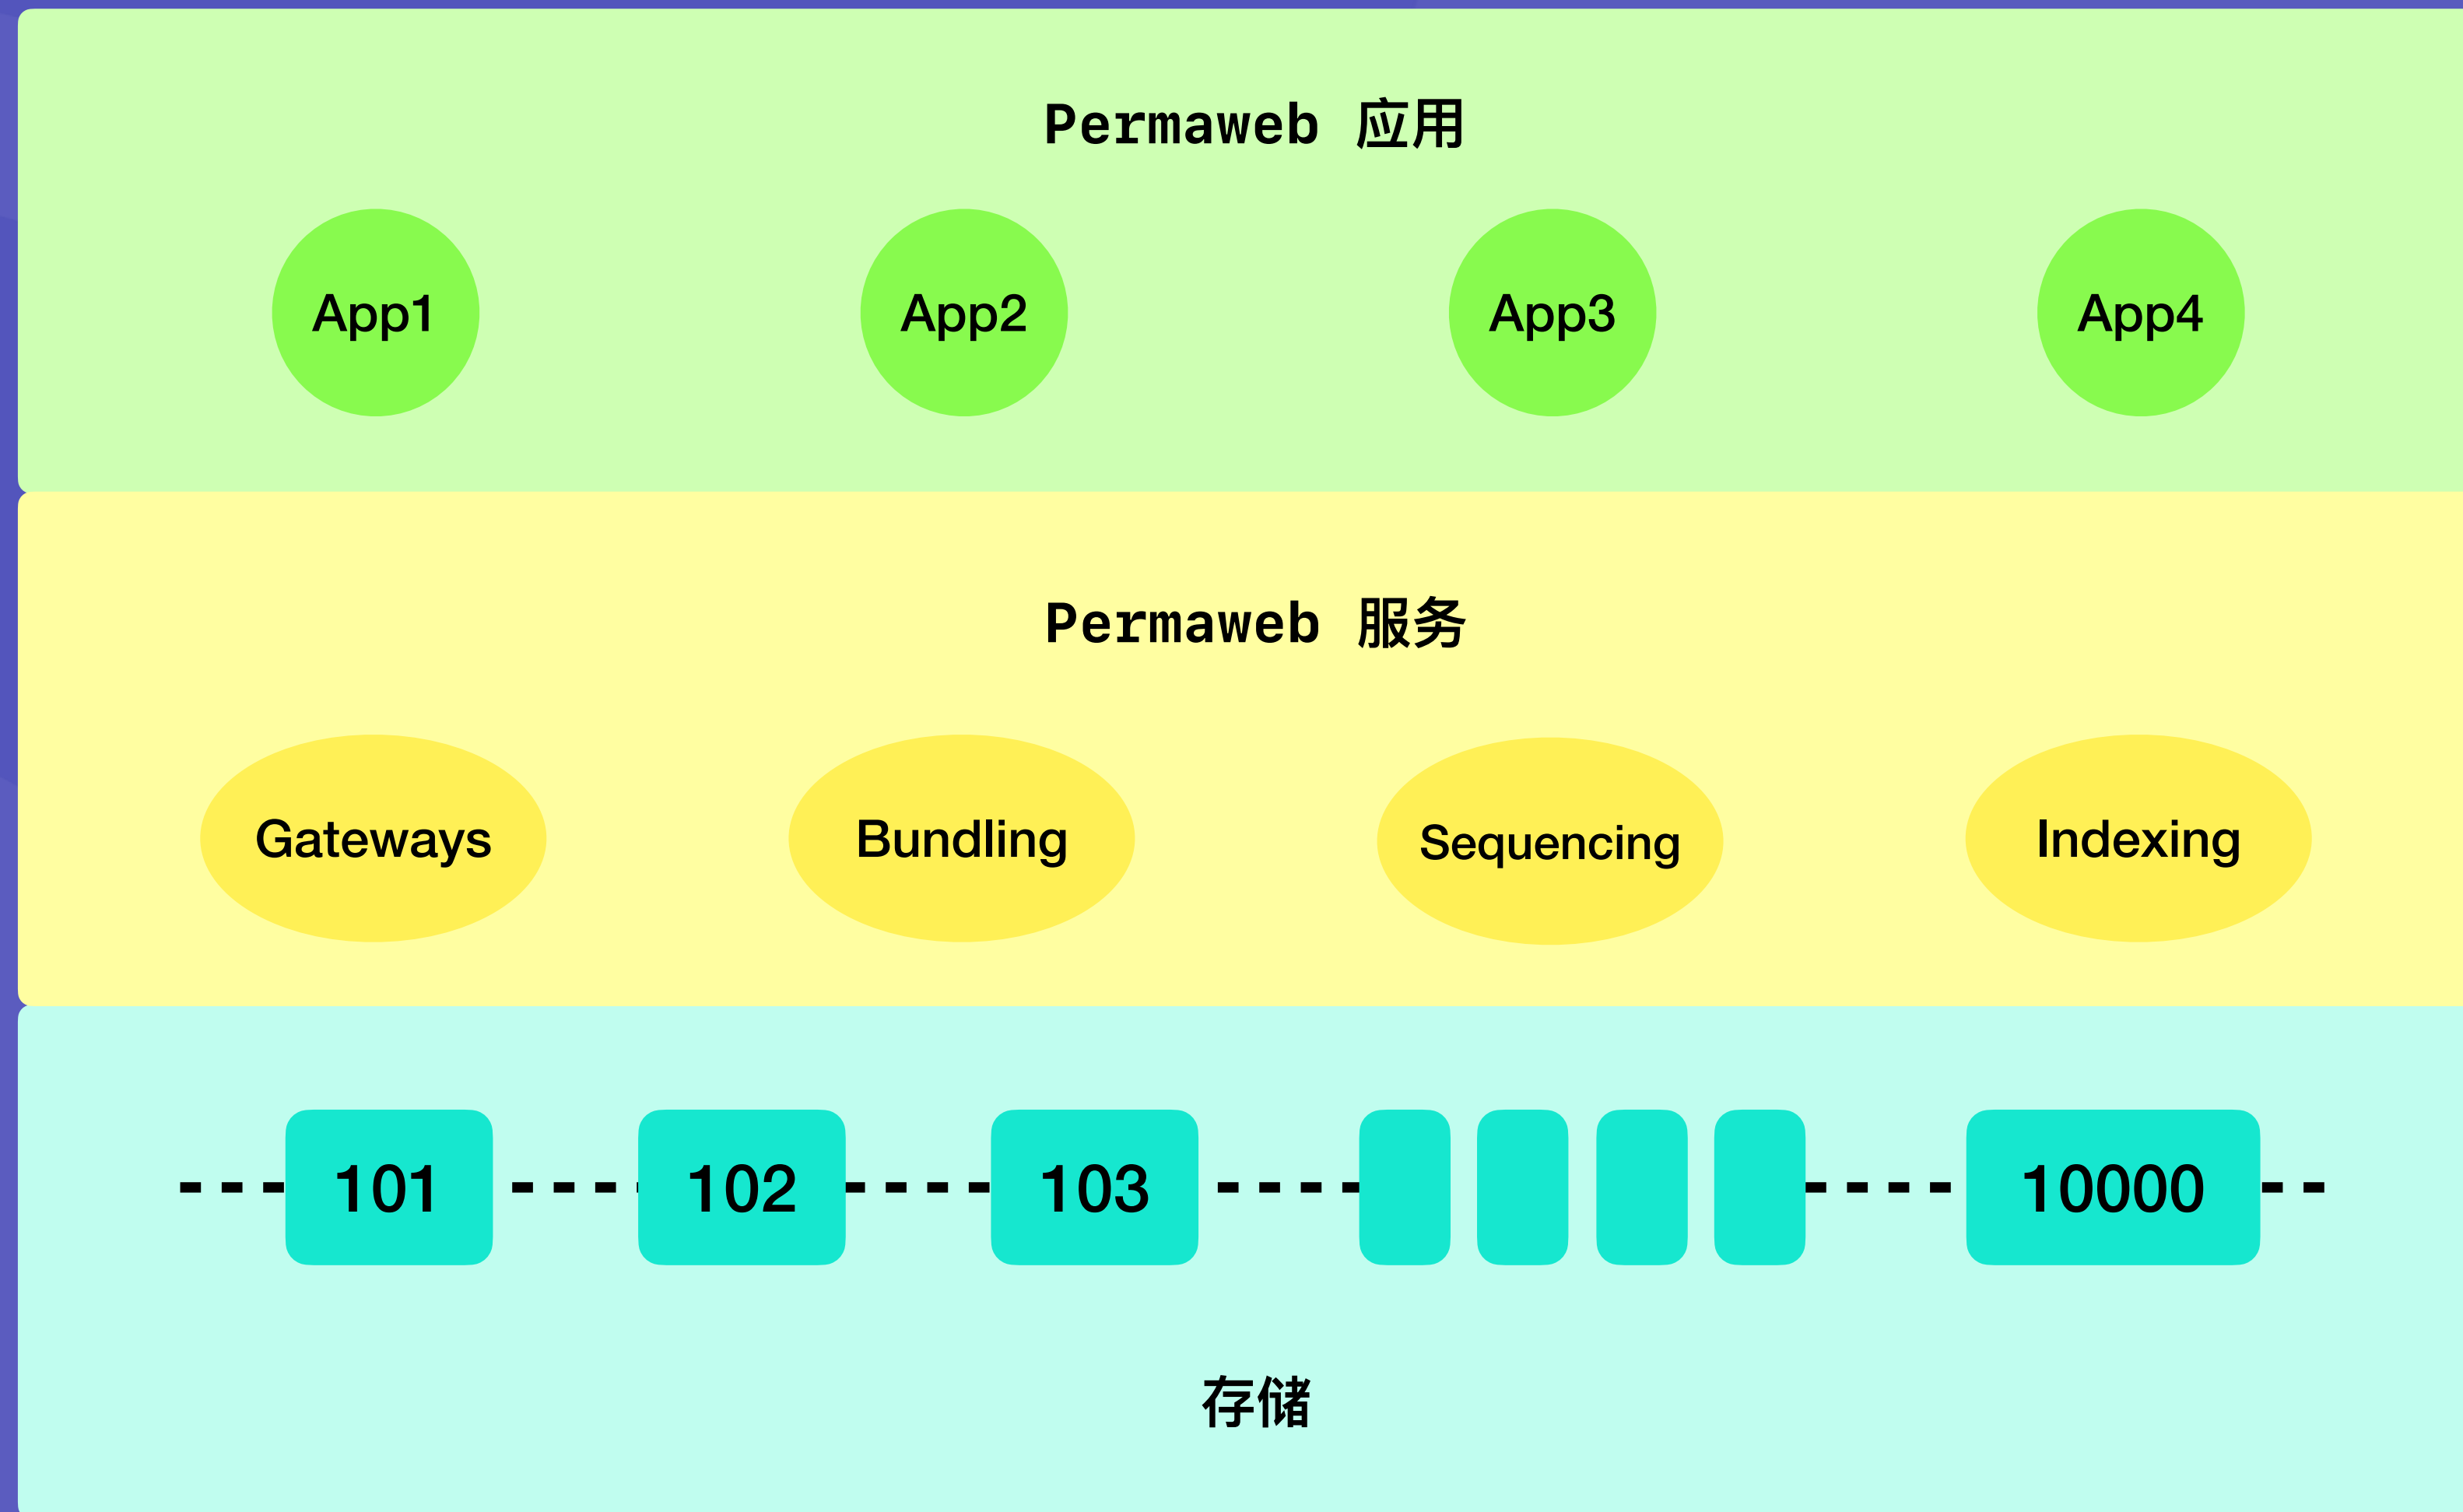 Permaweb 应用
App1 App2 App3 App4
Permaweb 服务
Gateways Bundling Sequencing Indexing
101 102 103 10000
存储